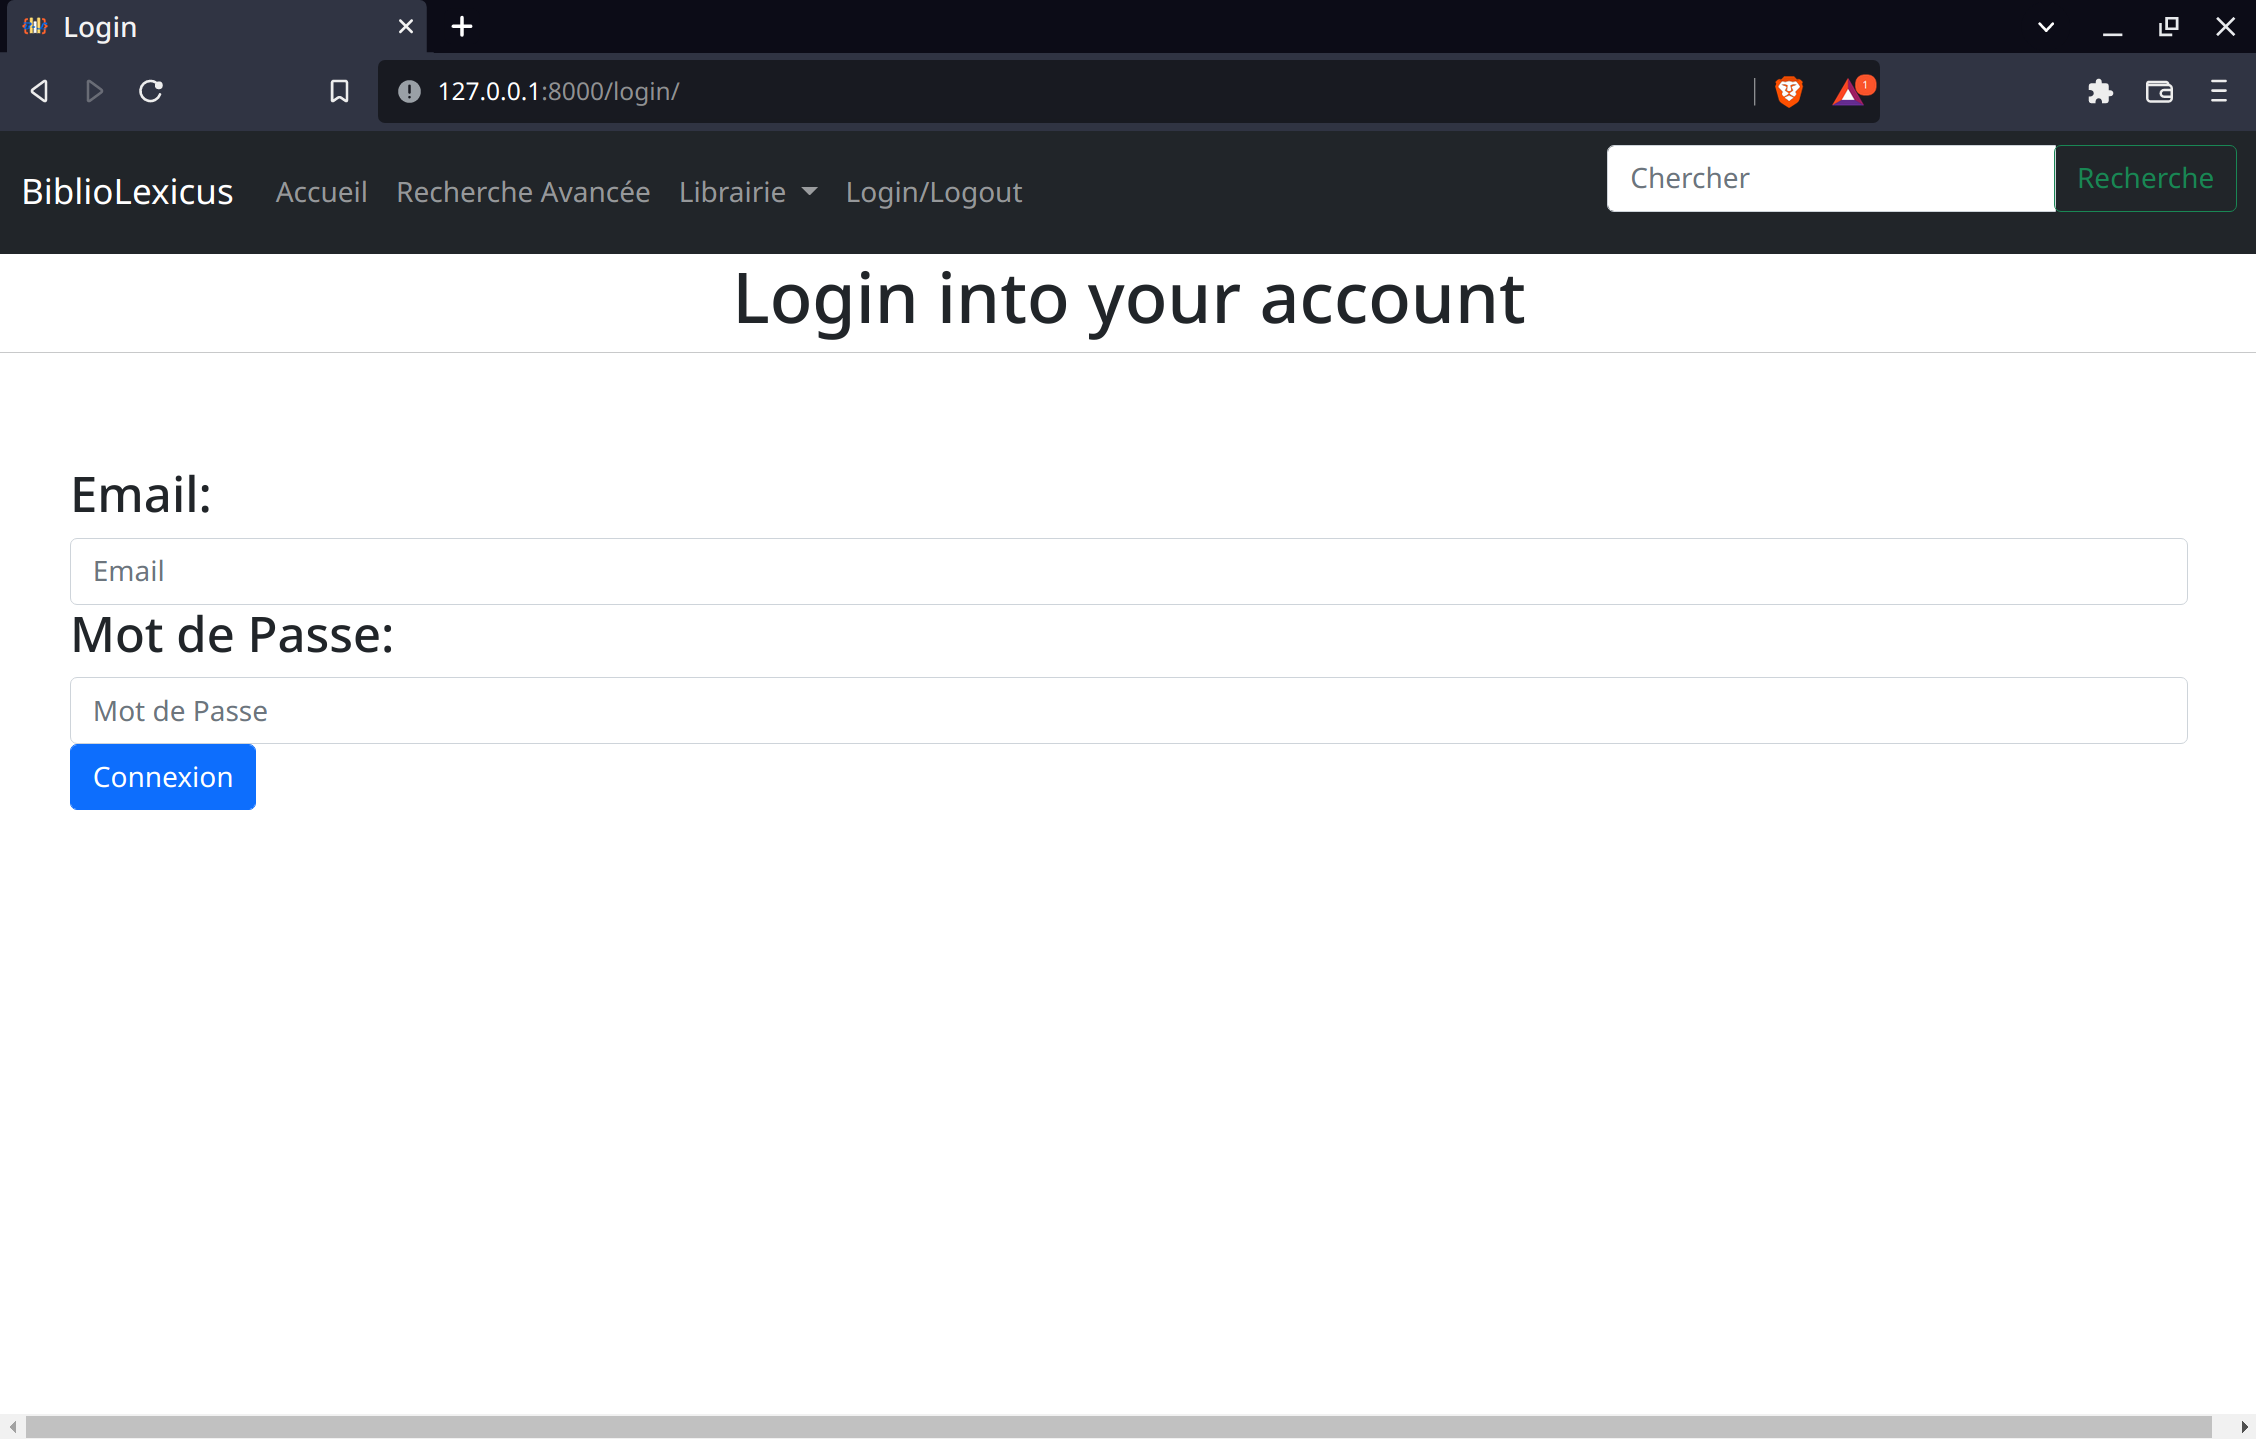 Login
127.0.0.1:8000/login/
1
BiblioLexicus Accueil Recherche Avancée Librairie Login/Logout Chercher Recherche
Login into your account
Email:
Email
Mot de Passe:
Mot de Passe
Connexion